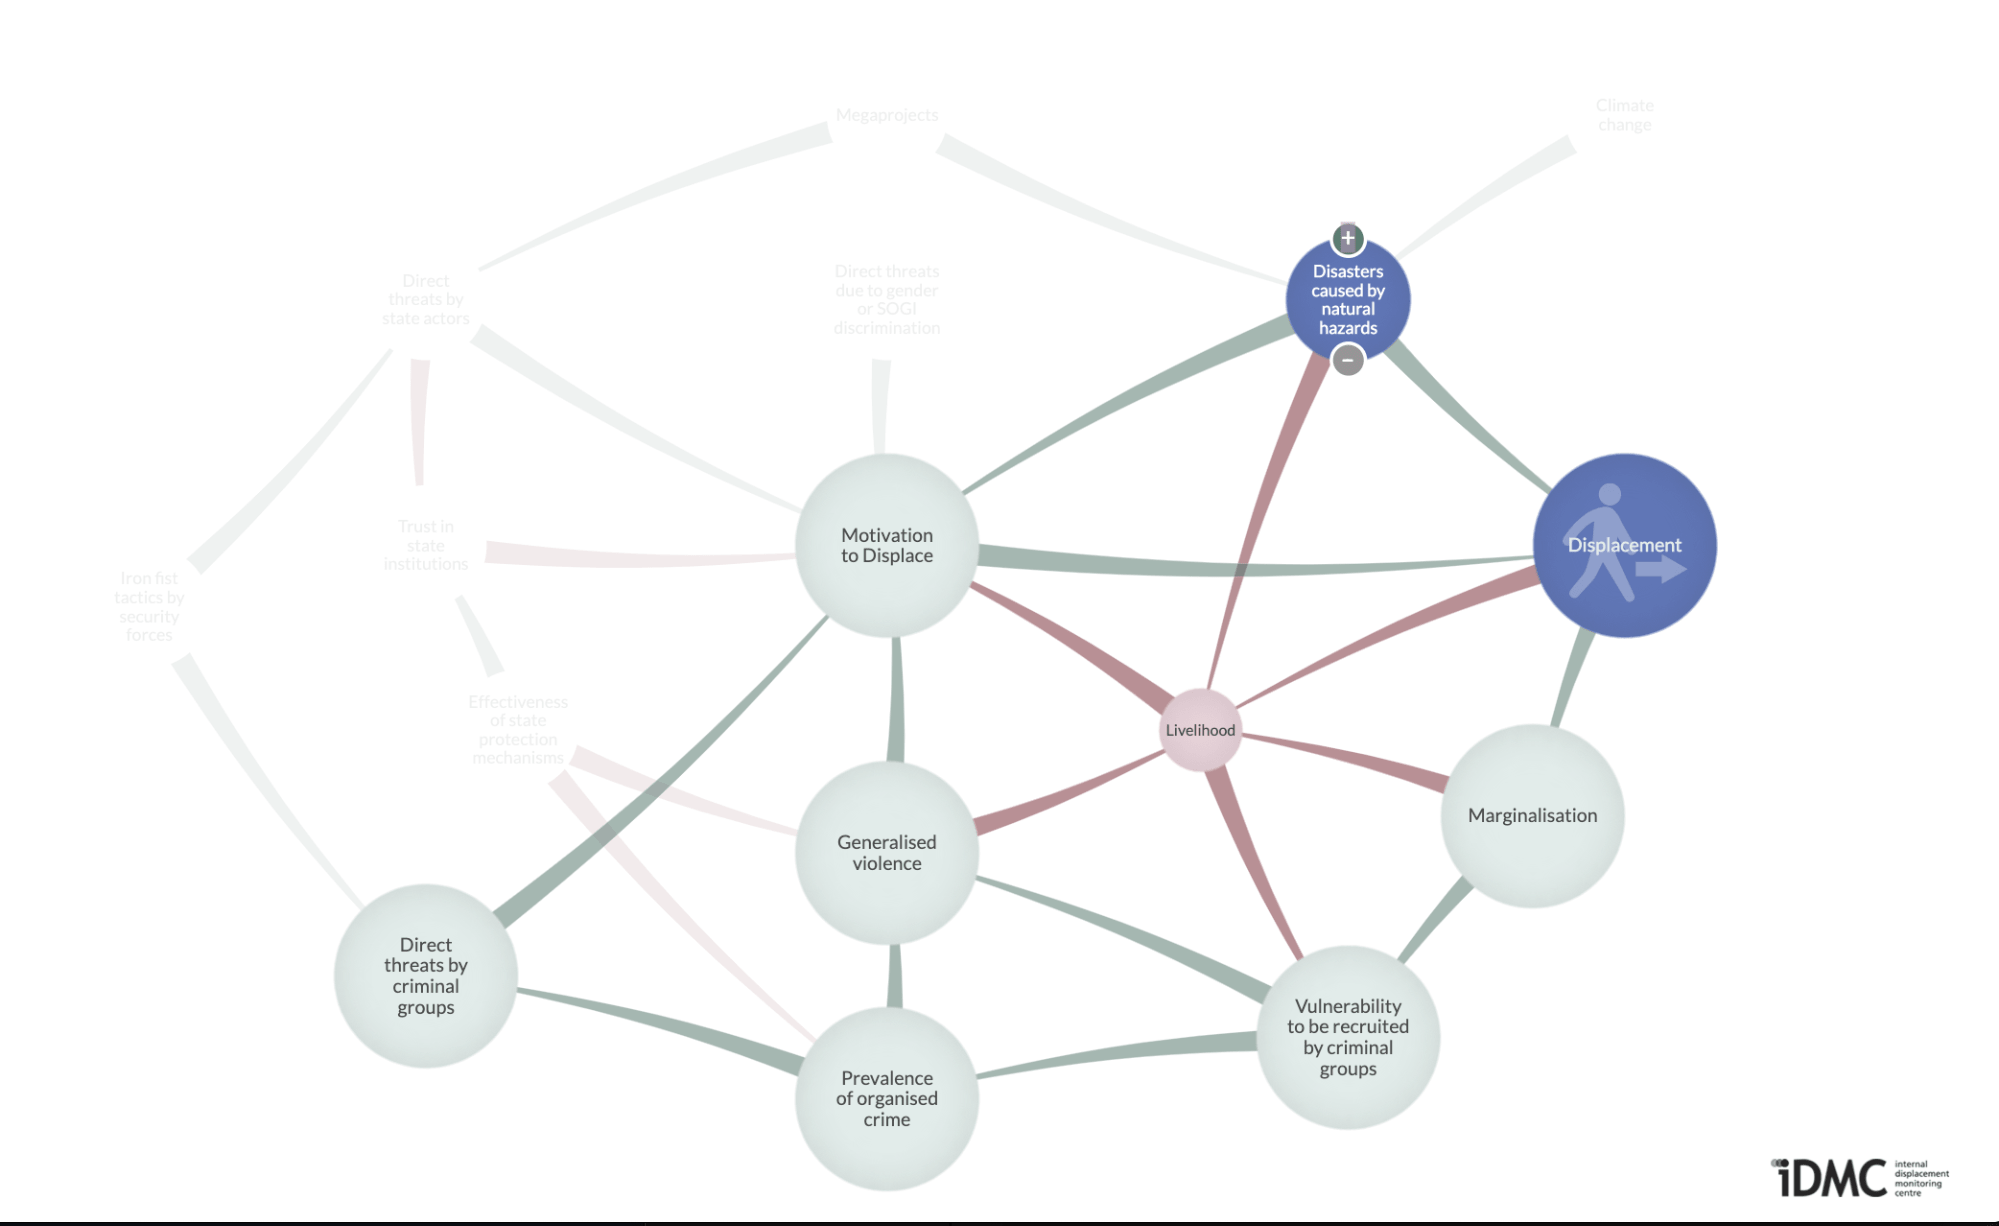 Megaprojects
Climate
change
Direct
threats by
state actors
Direct threats
due to gender
or SOGI
discrimination
+
Disasters
caused by
natural
hazards
−
Trust in
state
institutions
Motivation
to Displace
Displacement
Iron fist
tactics by
security
forces
Effectiveness
of state
protection
mechanisms
Livelihood
Generalised
violence
Marginalisation
Direct
threats by
criminal
groups
Vulnerability
to be recruited
by criminal
groups
Prevalence
of organised
crime
iDMC
internal
displacement
monitoring
centre